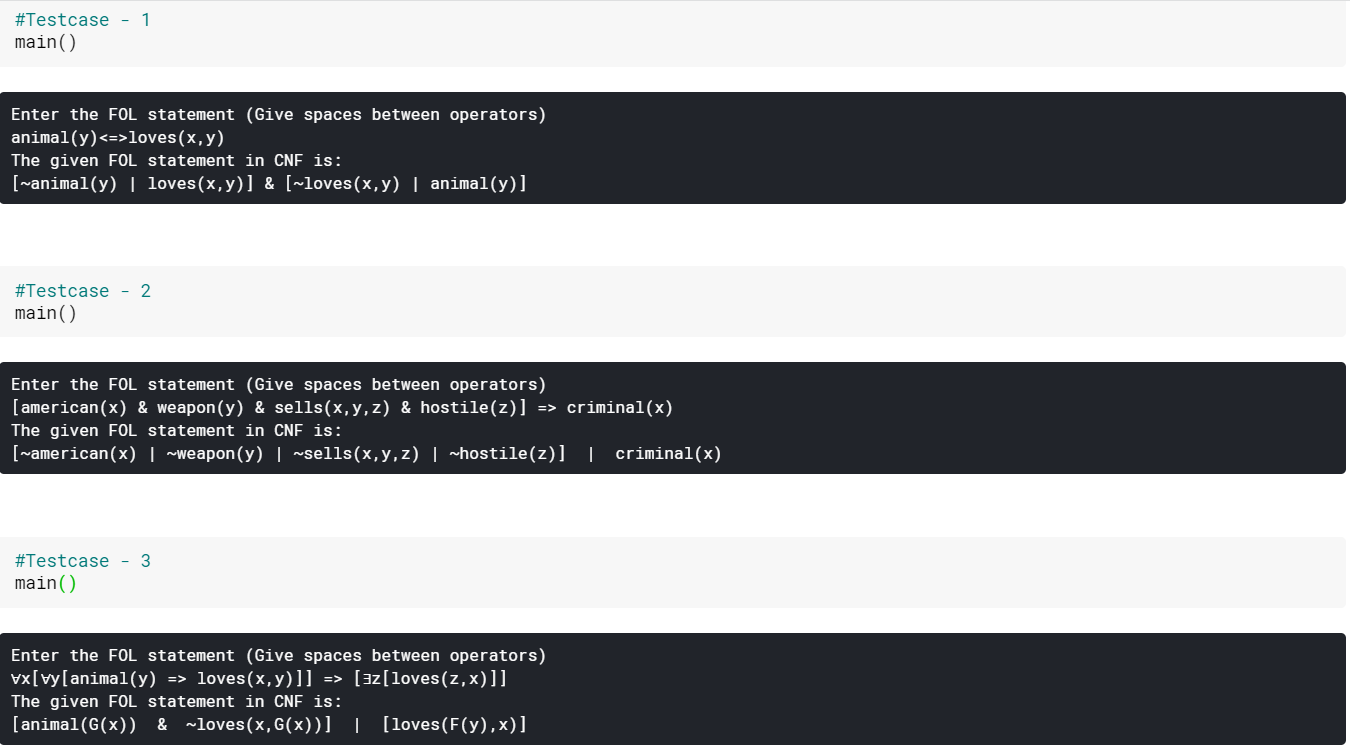 #Testcase - 1
main()
Enter the FOL statement (Give spaces between operators)
animal(y)<=>loves(x,y)
The given FOL statement in CNF is:
[~animal(y) | loves(x,y)] & [~loves(x,y) | animal(y)]
#Testcase - 2
main()
Enter the FOL statement (Give spaces between operators)
[american(x) & weapon(y) & sells(x,y,z) & hostile(z)] => criminal(x)
The given FOL statement in CNF is:
[~american(x) | ~weapon(y) | ~sells(x,y,z) | ~hostile(z)]  |  criminal(x)
#Testcase - 3
main()
Enter the FOL statement (Give spaces between operators)
∀x[∀y[animal(y) => loves(x,y)]] => [∃z[loves(z,x)]]
The given FOL statement in CNF is:
[animal(G(x))  &  ~loves(x,G(x))]  |  [loves(F(y),x)]